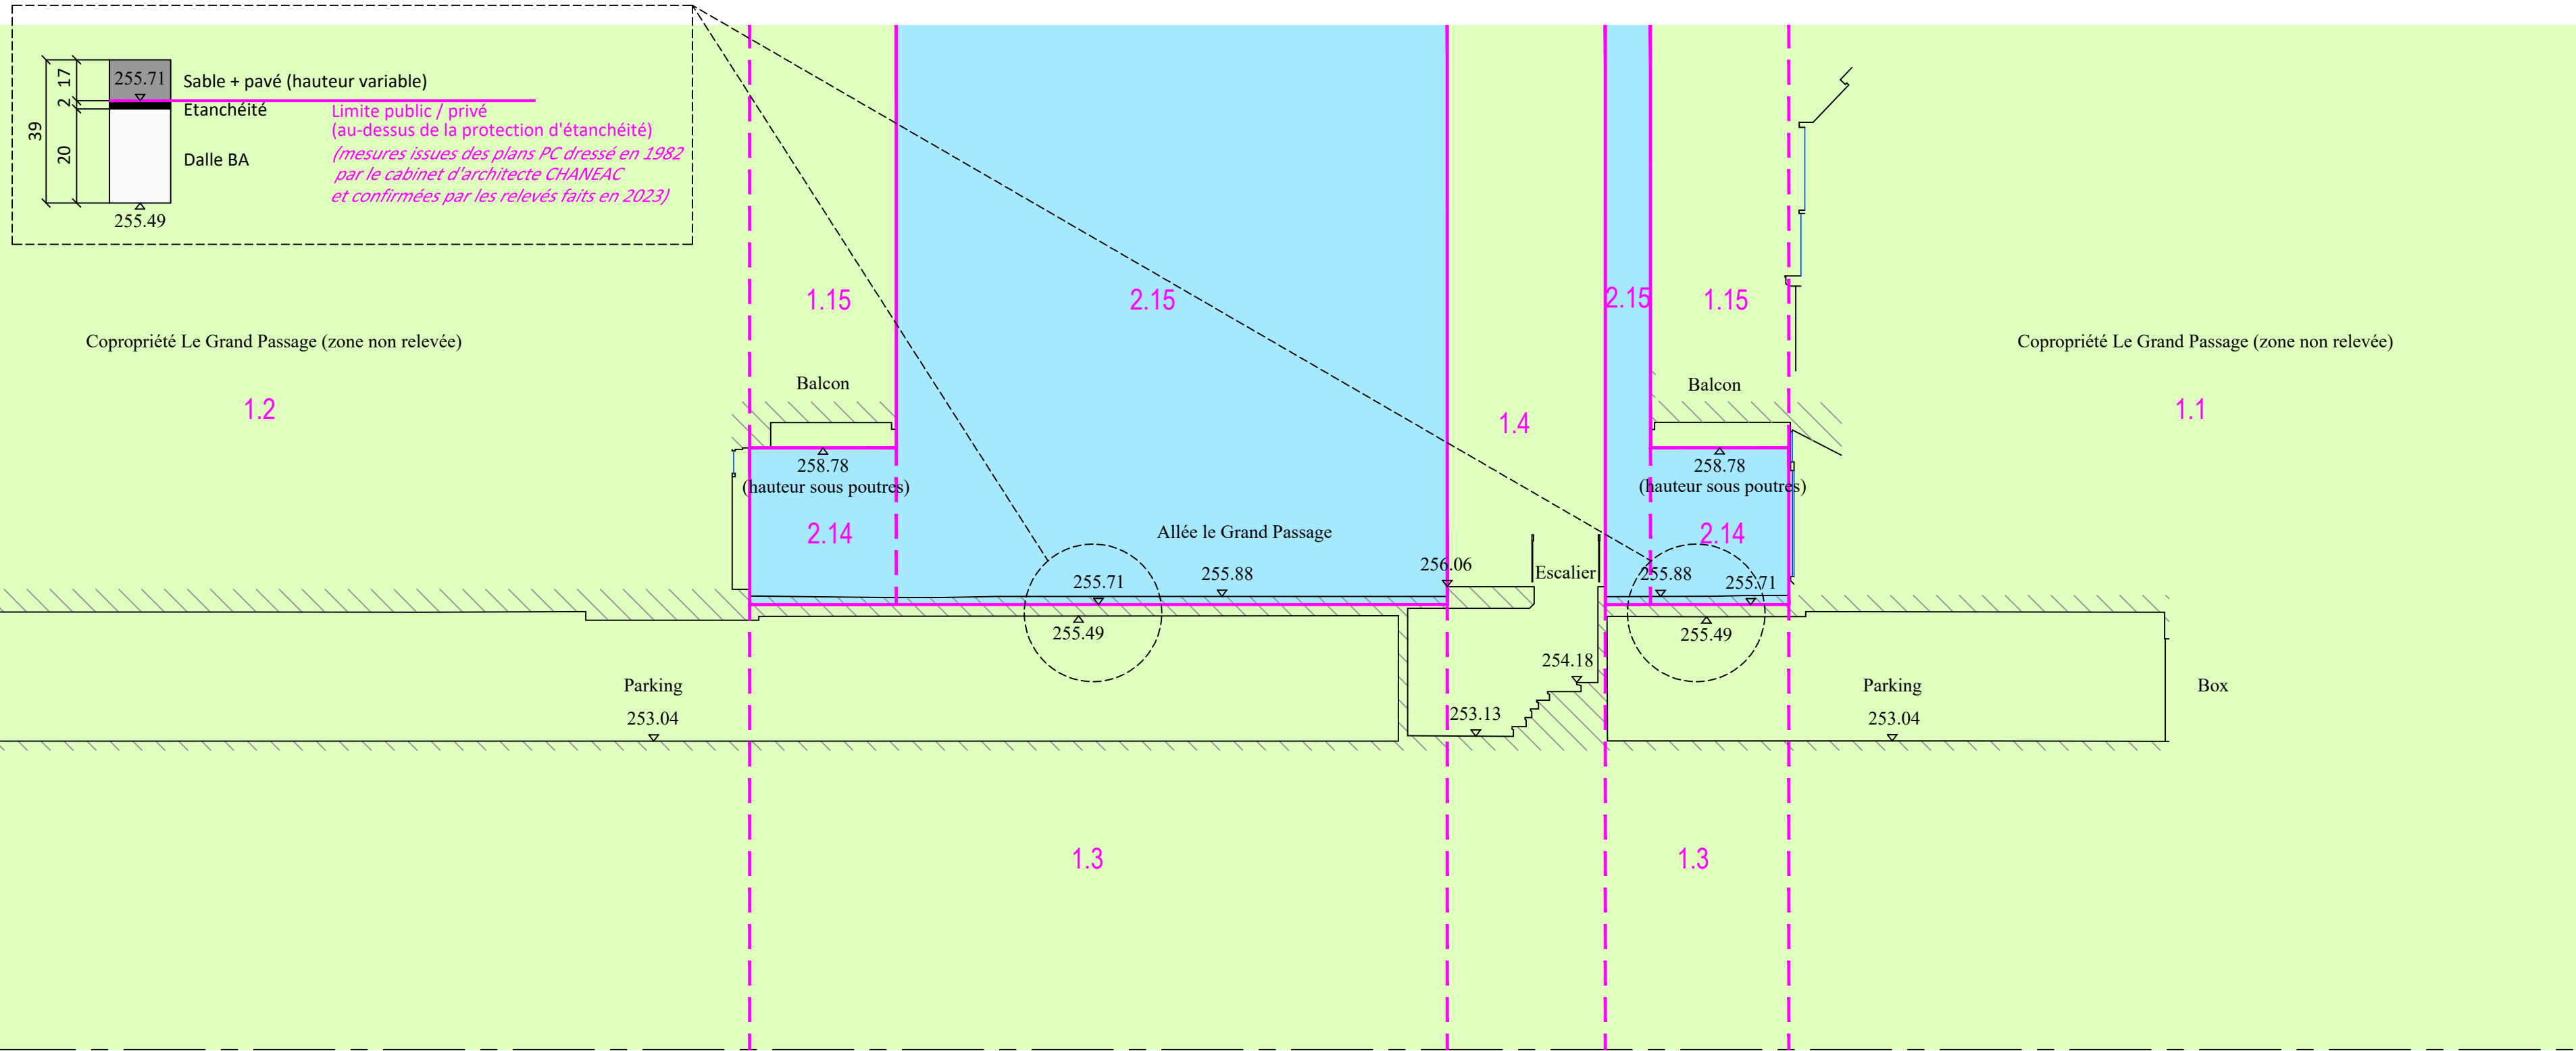 17
2
20
39
255.71
Sable + pavé (hauteur variable)
Etanchéité
Dalle BA
255.49
Limite public / privé
(au-dessus de la protection d'étanchéité)
(mesures issues des plans PC dressé en 1982
par le cabinet d'architecte CHANEAC
et confirmées par les relevés faits en 2023)
1.15
2.15
2.15
1.15
Copropriété Le Grand Passage (zone non relevée)
Copropriété Le Grand Passage (zone non relevée)
Balcon
Balcon
1.2
1.4
1.1
258.78
(hauteur sous poutres)
258.78
(hauteur sous poutres)
2.14
Allée le Grand Passage
2.14
255.71
255.88
256.06
Escalier
255.88
255.71
255.49
255.49
254.18
Parking
253.04
253.13
Parking
253.04
Box
1.3
1.3